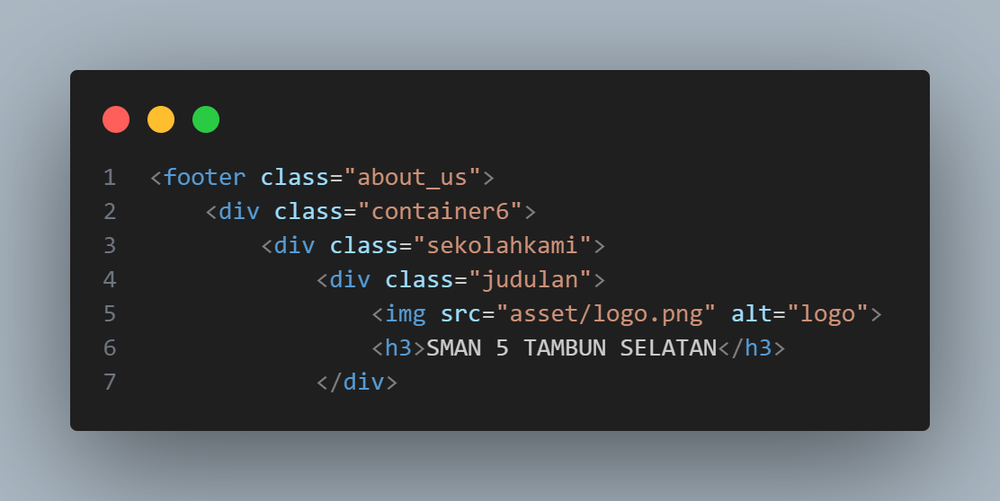 1 <footer class="about_us">
2     <div class="container6">
3         <div class="sekolahkami">
4             <div class="judulan">
5                 <img src="asset/logo.png" alt="logo">
6                 <h3>SMAN 5 TAMBUN SELATAN</h3>
7             </div>